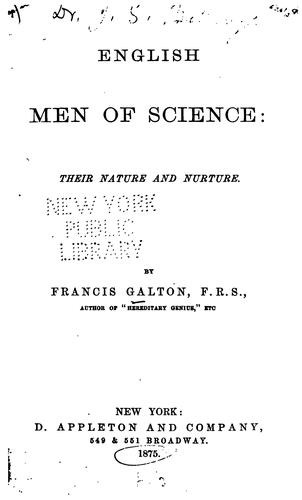 Dr. J. S.
ENGLISH
MEN OF SCIENCE:
THEIR NATURE AND NURTURE.
NEW YORK
PUBLIC
LIBRARY
BY
FRANCIS GALTON, F.R.S.,
AUTHOR OF "HEREDITARY GENIUS," ETC
NEW YORK:
D. APPLETON AND COMPANY,
549 & 551 BROADWAY.
1875.